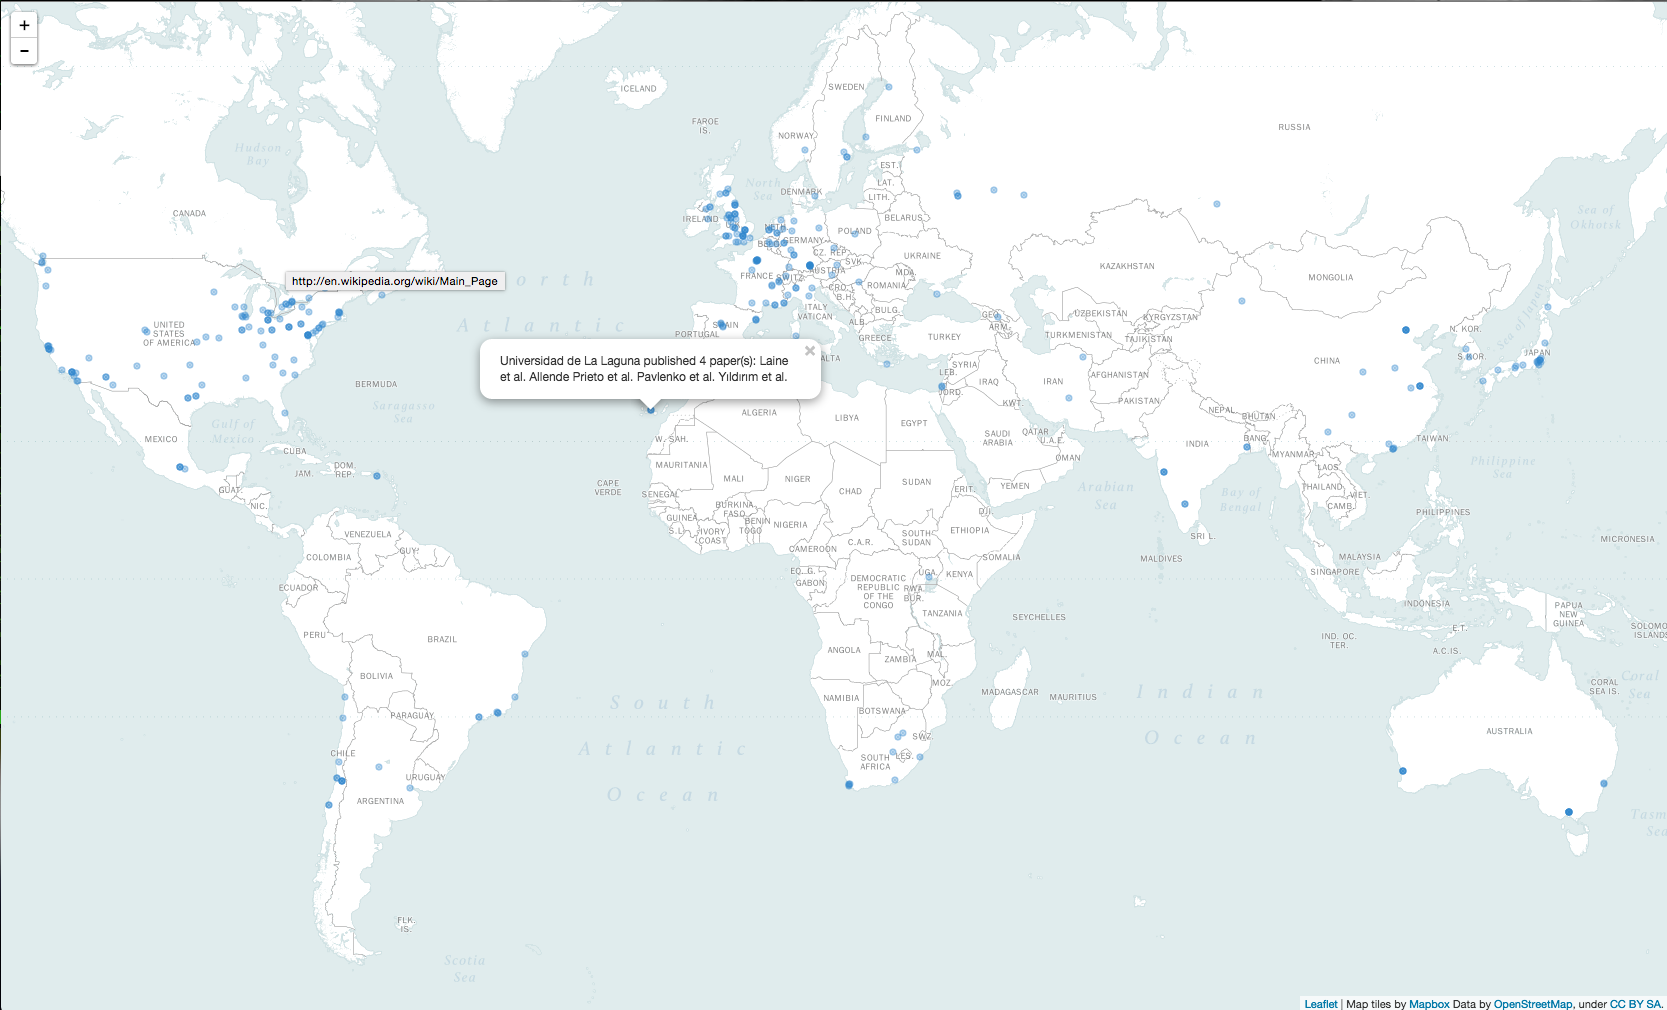 +
−
ICELAND
SWEDEN
FAROE
IS.
FINLAND
RUSSIA
NORWAY
Hudson
Bay
EST.
North
Sea
LAT.
DENMARK
LITH.
CANADA
IRELAND
Sea of
Okhotsk
BELARUS
NETH.
POLAND
BELG.
GERMANY
CZ. REP.
UKRAINE
SVK.
KAZAKHSTAN
AUSTRIA
MDA.
MONGOLIA
FRANCE
SWITZ.
http://en.wikipedia.org/wiki/Main_Page
North
Atlantic
CRO.
ROMANIA
B.H.
ITALY
VATICAN
BULG.
GEO.
UZBEKISTAN
KYRGYZSTAN
Sea of Japan
UNITED
STATES
OF AMERICA
SPAIN
PORTUGAL
ALB.
GREECE
ARM.
TURKEY
TURKMENISTAN
TAJIKISTAN
N. KOR.
S.KOR.
JAPAN
Universidad de La Laguna published 4 paper(s): Laine
et al. Allende Prieto et al. Pavlenko et al. Yıldırım et al.
×
ALTA
SYRIA
LEB.
CHINA
AFGHANISTAN
IRAQ
IRAN
BERMUDA
JORD.
PAKISTAN
KWT.
Saragasso
Sea
ALGERIA
LIBYA
EGYPT
NEPAL
BHUTAN
Gulf of
Mexico
MEXICO
W. SAH.
SAUDI
ARABIA
QATAR
U.A.E.
INDIA
BANG.
TAIWAN
CUBA
OMAN
MYANMAR
LAOS
Philippine
Sea
DOM.
REP.
JAM.
MAURITANIA
MALI
NIGER
CHAD
SUDAN
ERIT.
YEMEN
Arabian
Sea
Bay of
Bengal
THAILAND
VIET.
CAMB.
CAPE
VERDE
GUAT.
NIC.
SENEGAL
BURKINA
FASO
GUINEA
BENIN
TOGO
NIGERIA
DJI.
PHILIPPINES
S.L.
IVORY
COAST
SOUTH
SUDAN
ETHIOPIA
SRI L.
VENEZUELA
C.A.R.
MICRONESIA
COLOMBIA
GUY.
CAMEROON
SOMALIA
MALDIVES
MALAYSIA
SINGAPORE
EQ. G.
GABON
DEMOCRATIC
REPUBLIC
OF THE
CONGO
UGA.
KENYA
RWA.
BUR.
ECUADOR
INDONESIA
PAPUA
NEW
GUINEA
TANZANIA
SEYCHELLES
SOLOMO
ISLANDS
E.T.
PERU
BRAZIL
IND. OC.
TER.
A.C.IS.
ANGOLA
ZAMBIA
MAL.
BOLIVIA
MOZ.
MADAGASCAR
MAURITIUS
CORAL
SEA IS.
Coral
Sea
South
Atlantic
Ocean
Indian
Ocean
NAMIBIA
BOTSWANA
PARAGUAY
SWZ.
AUSTRALIA
CHILE
SOUTH
AFRICA
LES.
URUGUAY
ARGENTINA
Tasm
Sea
FLK.
IS.
Scotia
Sea
Leaflet | Map tiles by Mapbox Data by OpenStreetMap, under CC BY SA.